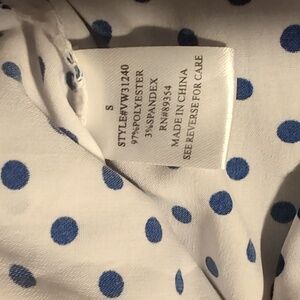 S
STYLE#VW31240
97%POLYESTER
3%SPANDEX
RN#89354
MADE IN CHINA
SEE REVERSE FOR CARE